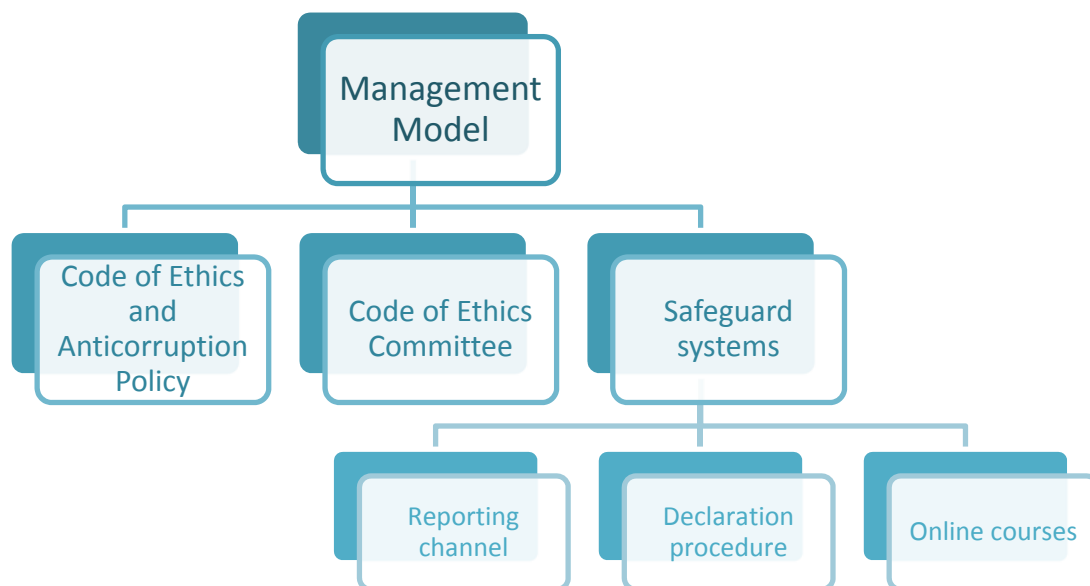 Management
Model
Code of Ethics
and
Anticorruption
Policy
Code of Ethics
Committee
Safeguard
systems
Reporting
channel
Declaration
procedure
Online courses